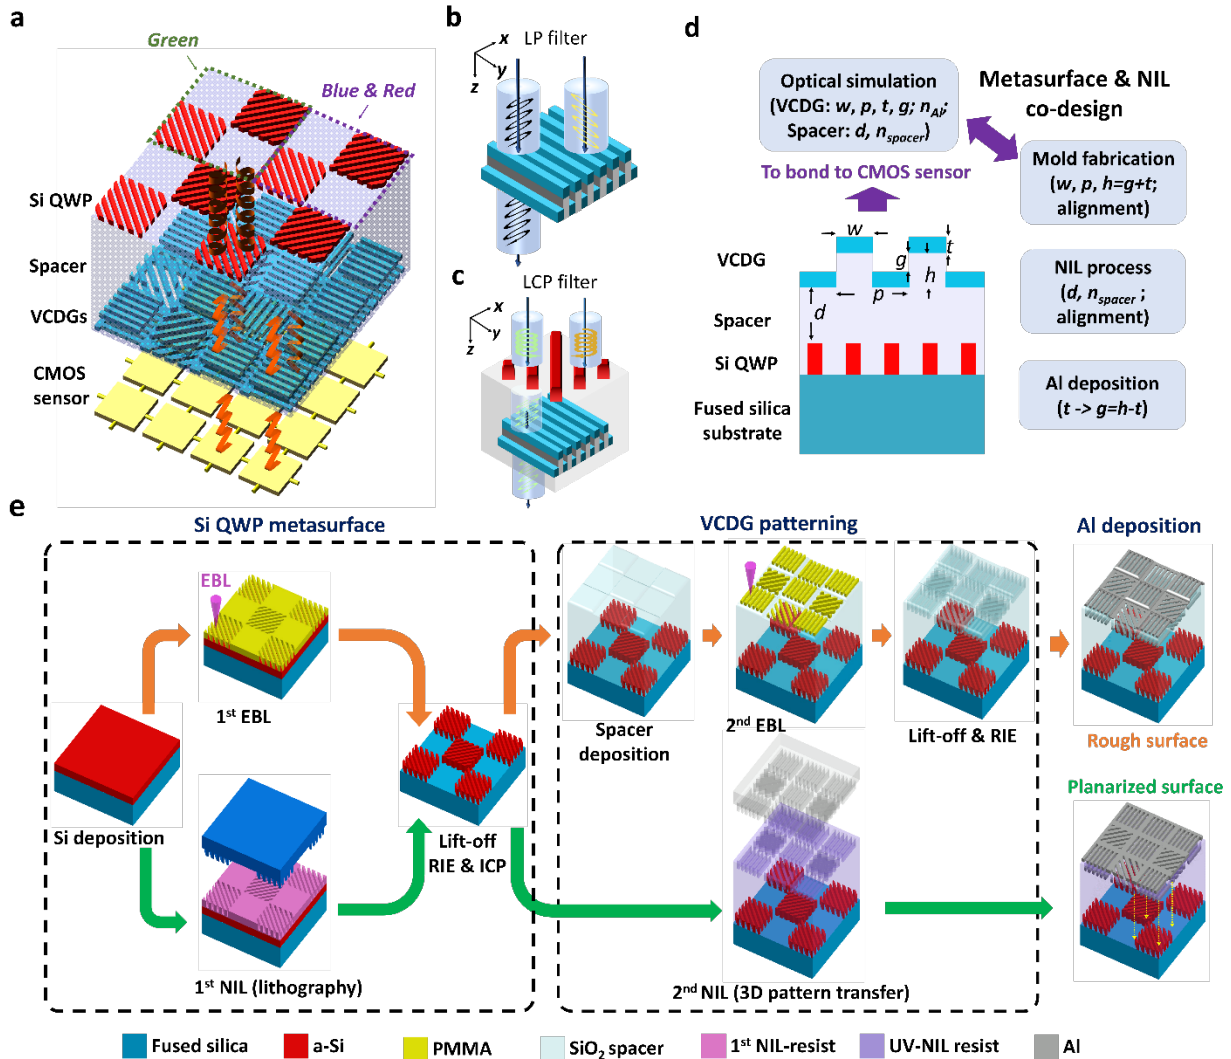 a
Green
Blue & Red
Si QWP
Spacer
VCDGs
CMOS
sensor
b
LP filter
x
y
z
c
LCP filter
x
y
z
d
Optical simulation
(VCDG: w, p, t, g; nAl;
Spacer: d, nspacer)
Metasurface & NIL
co-design
To bond to CMOS sensor
Mold fabrication
(w, p, h=g+t;
alignment)
NIL process
(d, nspacer ;
alignment)
Al deposition
(t -> g=h-t)
w
t
g
h
p
d
VCDG
Spacer
Si QWP
Fused silica
substrate
e
Si QWP metasurface
VCDG patterning
Al deposition
EBL
1st EBL
Si deposition
1st NIL (lithography)
Lift-off
RIE & ICP
Spacer
deposition
2nd EBL
Lift-off & RIE
Rough surface
Planarized surface
2nd NIL (3D pattern transfer)
Fused silica
a-Si
PMMA
SiO2 spacer
1st NIL-resist
UV-NIL resist
Al